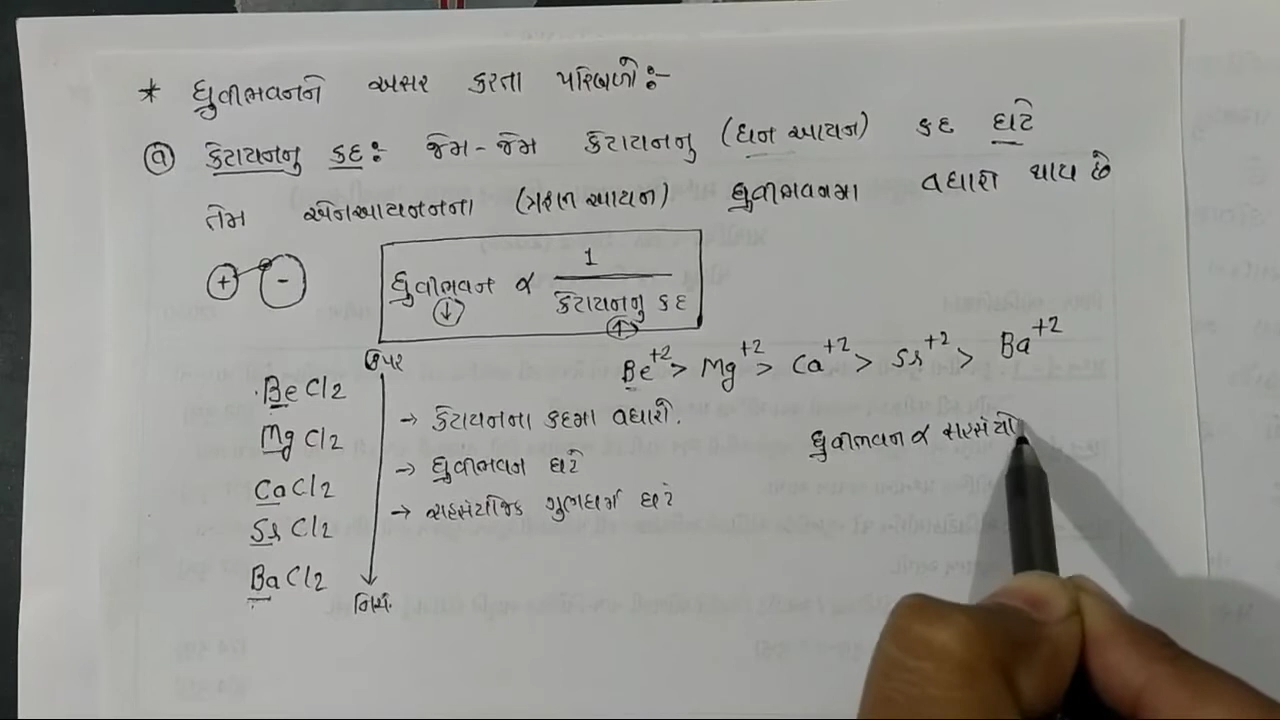 * ધ્રુવીભવનને અસર કરતા પરિબળો :-
(a) કેટાયનનુ કદ : જેમ-જેમ કેટાયનનુ (ધન આયન) કદ ઘટે
તેમ એનઆયનનના (ઋણ આયન) ધ્રુવીભવનમા વધારો થાય છે
+ -
ધ્રુવીભવન ∝ 1 / કેટાયનનુ કદ
↓ ↑
Be+2 > Mg+2 > Ca+2 > Sr+2 > Ba+2
ઉપર
BeCl2
MgCl2
CaCl2
SrCl2
BaCl2
નીચે
→ કેટાયનના કદમા વધારો.
→ ધ્રુવીભવન ઘટે
→ સહસંયોજક ગુણધર્મ ઘટે
ધ્રુવીભવન ∝ સહસંયો